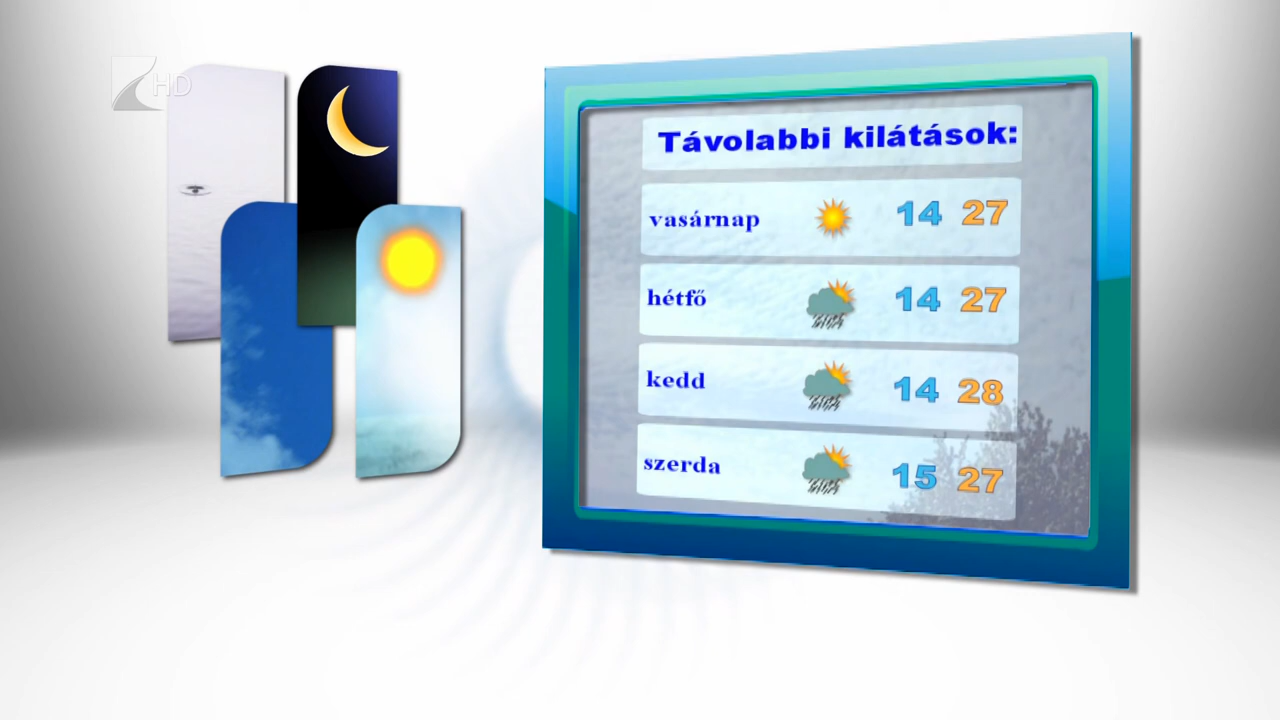 HD
Távolabbi kilátások:
vasárnap 14 27
hétfő 14 27
kedd 14 28
szerda 15 27